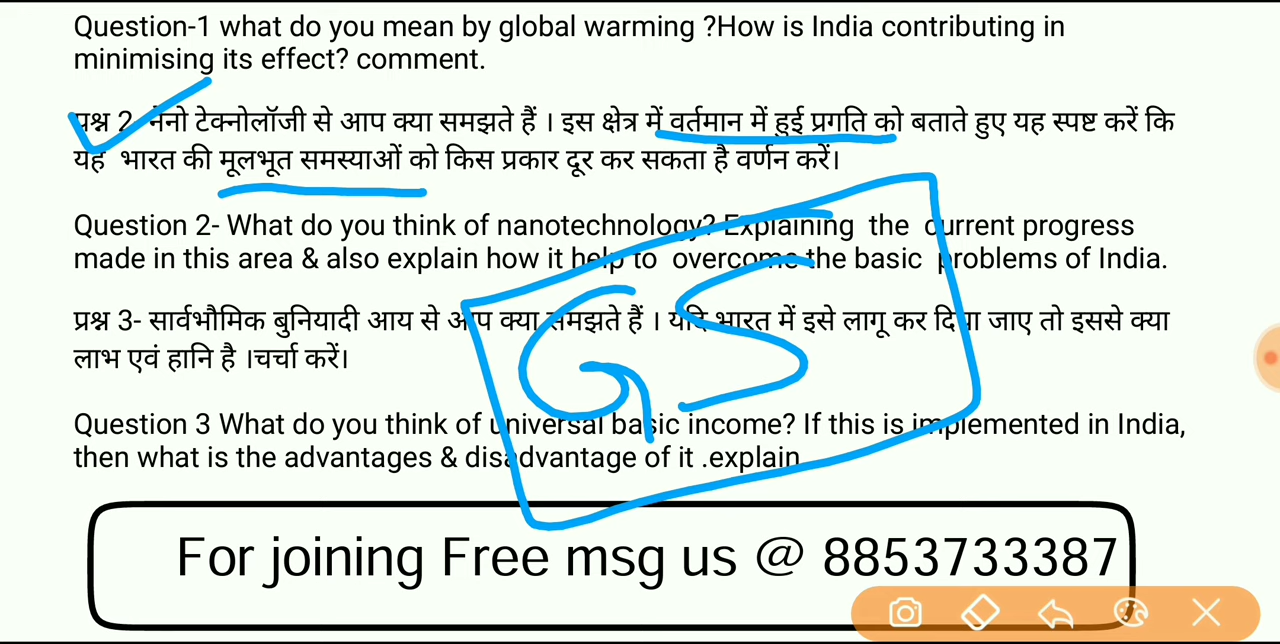 Question-1 what do you mean by global warming ?How is India contributing in
minimising its effect? comment.
प्रश्न 2- नैनो टेक्नोलॉजी से आप क्या समझते हैं । इस क्षेत्र में वर्तमान में हुई प्रगति को बताते हुए यह स्पष्ट करें कि
यह भारत की मूलभूत समस्याओं को किस प्रकार दूर कर सकता है वर्णन करें।
Question 2- What do you think of nanotechnology? Explaining the current progress
made in this area & also explain how it help to overcome the basic problems of India.
प्रश्न 3- सार्वभौमिक बुनियादी आय से आप क्या समझते हैं । यदि भारत में इसे लागू कर दिया जाए तो इससे क्या
लाभ एवं हानि है ।चर्चा करें।
GS
Question 3 What do you think of universal basic income? If this is implemented in India,
then what is the advantages & disadvantage of it .explain
For joining Free msg us @ 8853733387